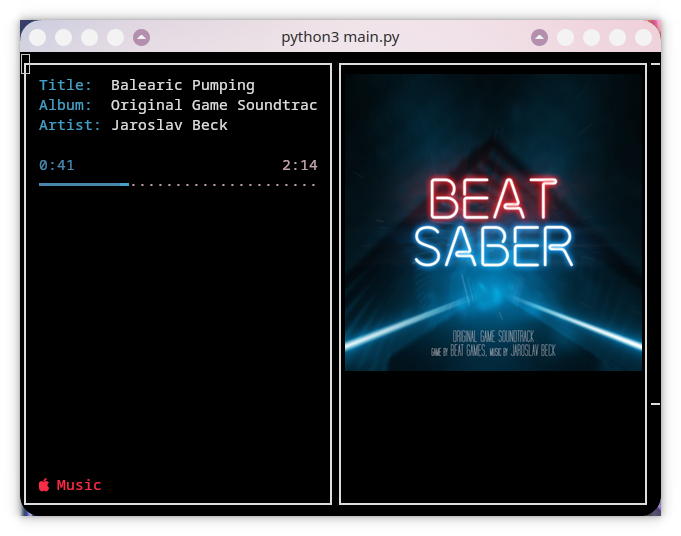 python3 main.py
Title: Balearic Pumping
Album: Original Game Soundtrac
Artist: Jaroslav Beck
0:41 2:14
Music
BEAT
SABER
ORIGINAL GAME SOUNDTRACK
GAME BY BEAT GAMES, MUSIC BY JAROSLAV BECK